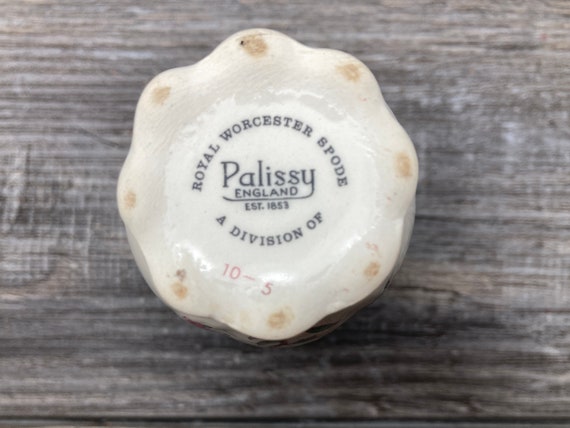 ROYAL WORCESTER SPODE
Palissy
ENGLAND
EST. 1853
A DIVISION OF
10-5